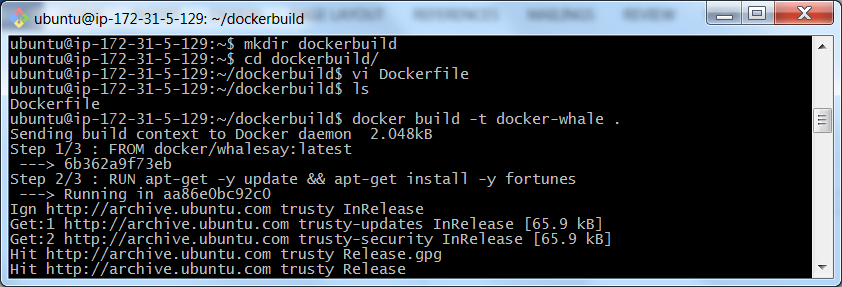 ubuntu@ip-172-31-5-129: ~/dockerbuild
PAGE LAYOUT REFERENCES MAILINGS REVIEW
ubuntu@ip-172-31-5-129:~$ mkdir dockerbuild
ubuntu@ip-172-31-5-129:~$ cd dockerbuild/
ubuntu@ip-172-31-5-129:~/dockerbuild$ vi Dockerfile
ubuntu@ip-172-31-5-129:~/dockerbuild$ ls
Dockerfile
ubuntu@ip-172-31-5-129:~/dockerbuild$ docker build -t docker-whale .
Sending build context to Docker daemon  2.048kB
Step 1/3 : FROM docker/whalesay:latest
 ---> 6b362a9f73eb
Step 2/3 : RUN apt-get -y update && apt-get install -y fortunes
 ---> Running in aa86e0bc92c0
Ign http://archive.ubuntu.com trusty InRelease
Get:1 http://archive.ubuntu.com trusty-updates InRelease [65.9 kB]
Get:2 http://archive.ubuntu.com trusty-security InRelease [65.9 kB]
Hit http://archive.ubuntu.com trusty Release.gpg
Hit http://archive.ubuntu.com trusty Release